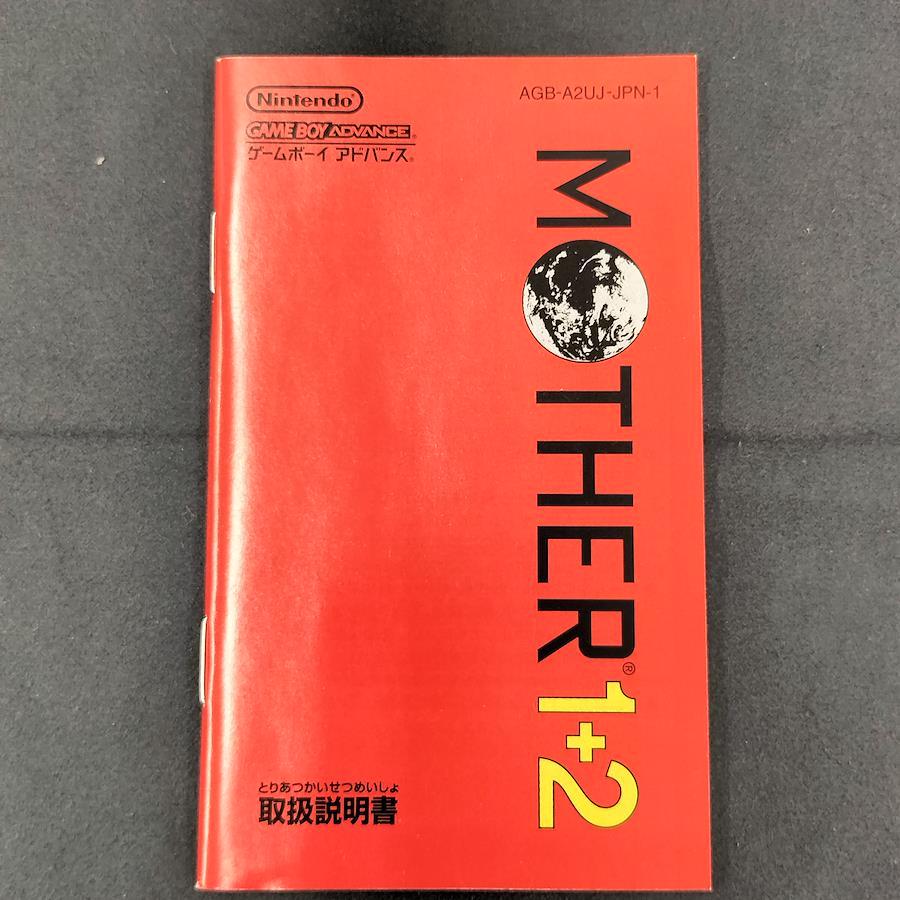 Nintendo®
AGB-A2UJ-JPN-1
GAME BOY ADVANCE®
ゲームボーイ アドバンス®
MOTHER®1+2
とりあつかいせつめいしょ
取扱説明書